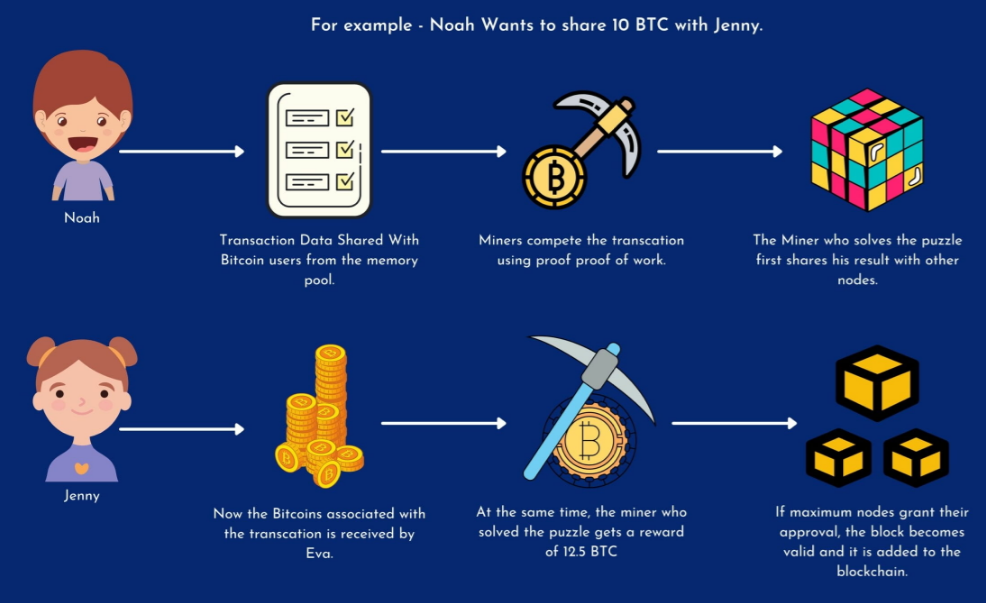 For example - Noah Wants to share 10 BTC with Jenny.
Noah
Transaction Data Shared With
Bitcoin users from the memory
pool.
Miners compete the transcation
using proof proof of work.
The Miner who solves the puzzle
first shares his result with other
nodes.
Jenny
Now the Bitcoins associated with
the transcation is received by
Eva.
At the same time, the miner who
solved the puzzle gets a reward
of 12.5 BTC
If maximum nodes grant their
approval, the block becomes
valid and it is added to the
blockchain.